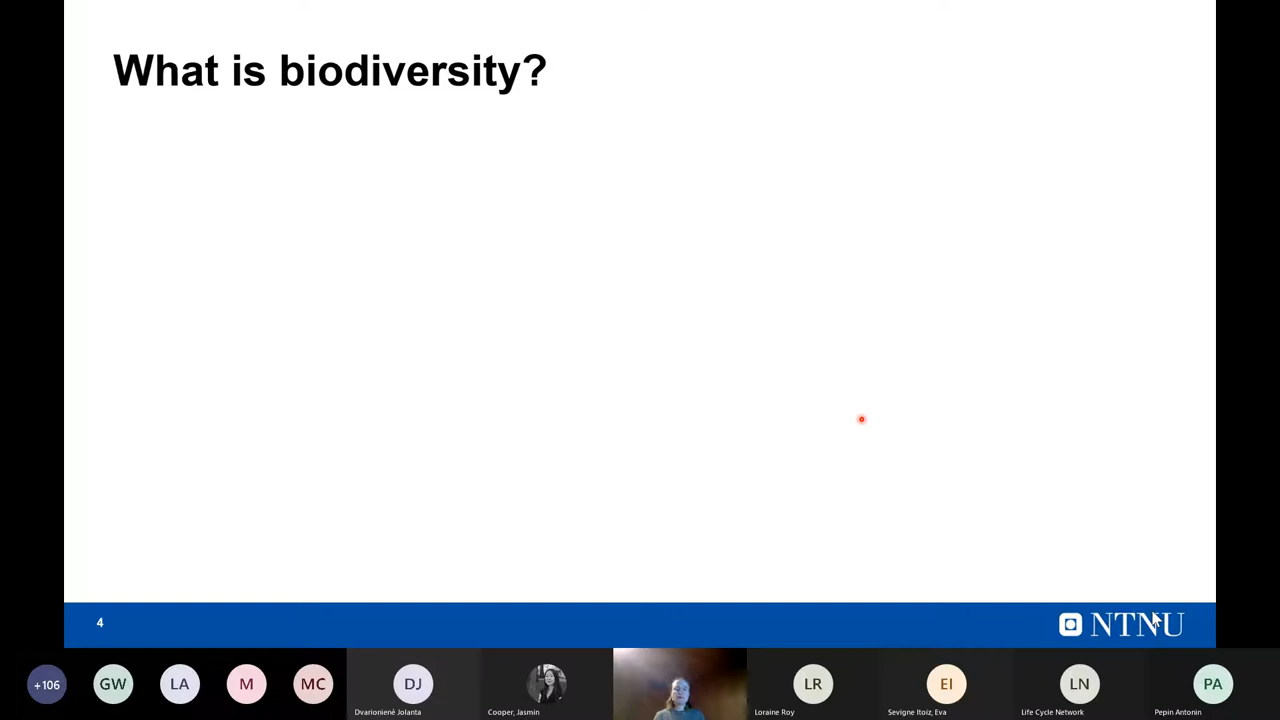 What is biodiversity?
4
NTNU
+106
GW
LA
M
MC
DJ
LR
EI
LN
PA
Dvarionienė Jolanta
Cooper, Jasmin
Loraine Roy
Sevigne Itoiz, Eva
Life Cycle Network
Pepin Antonin